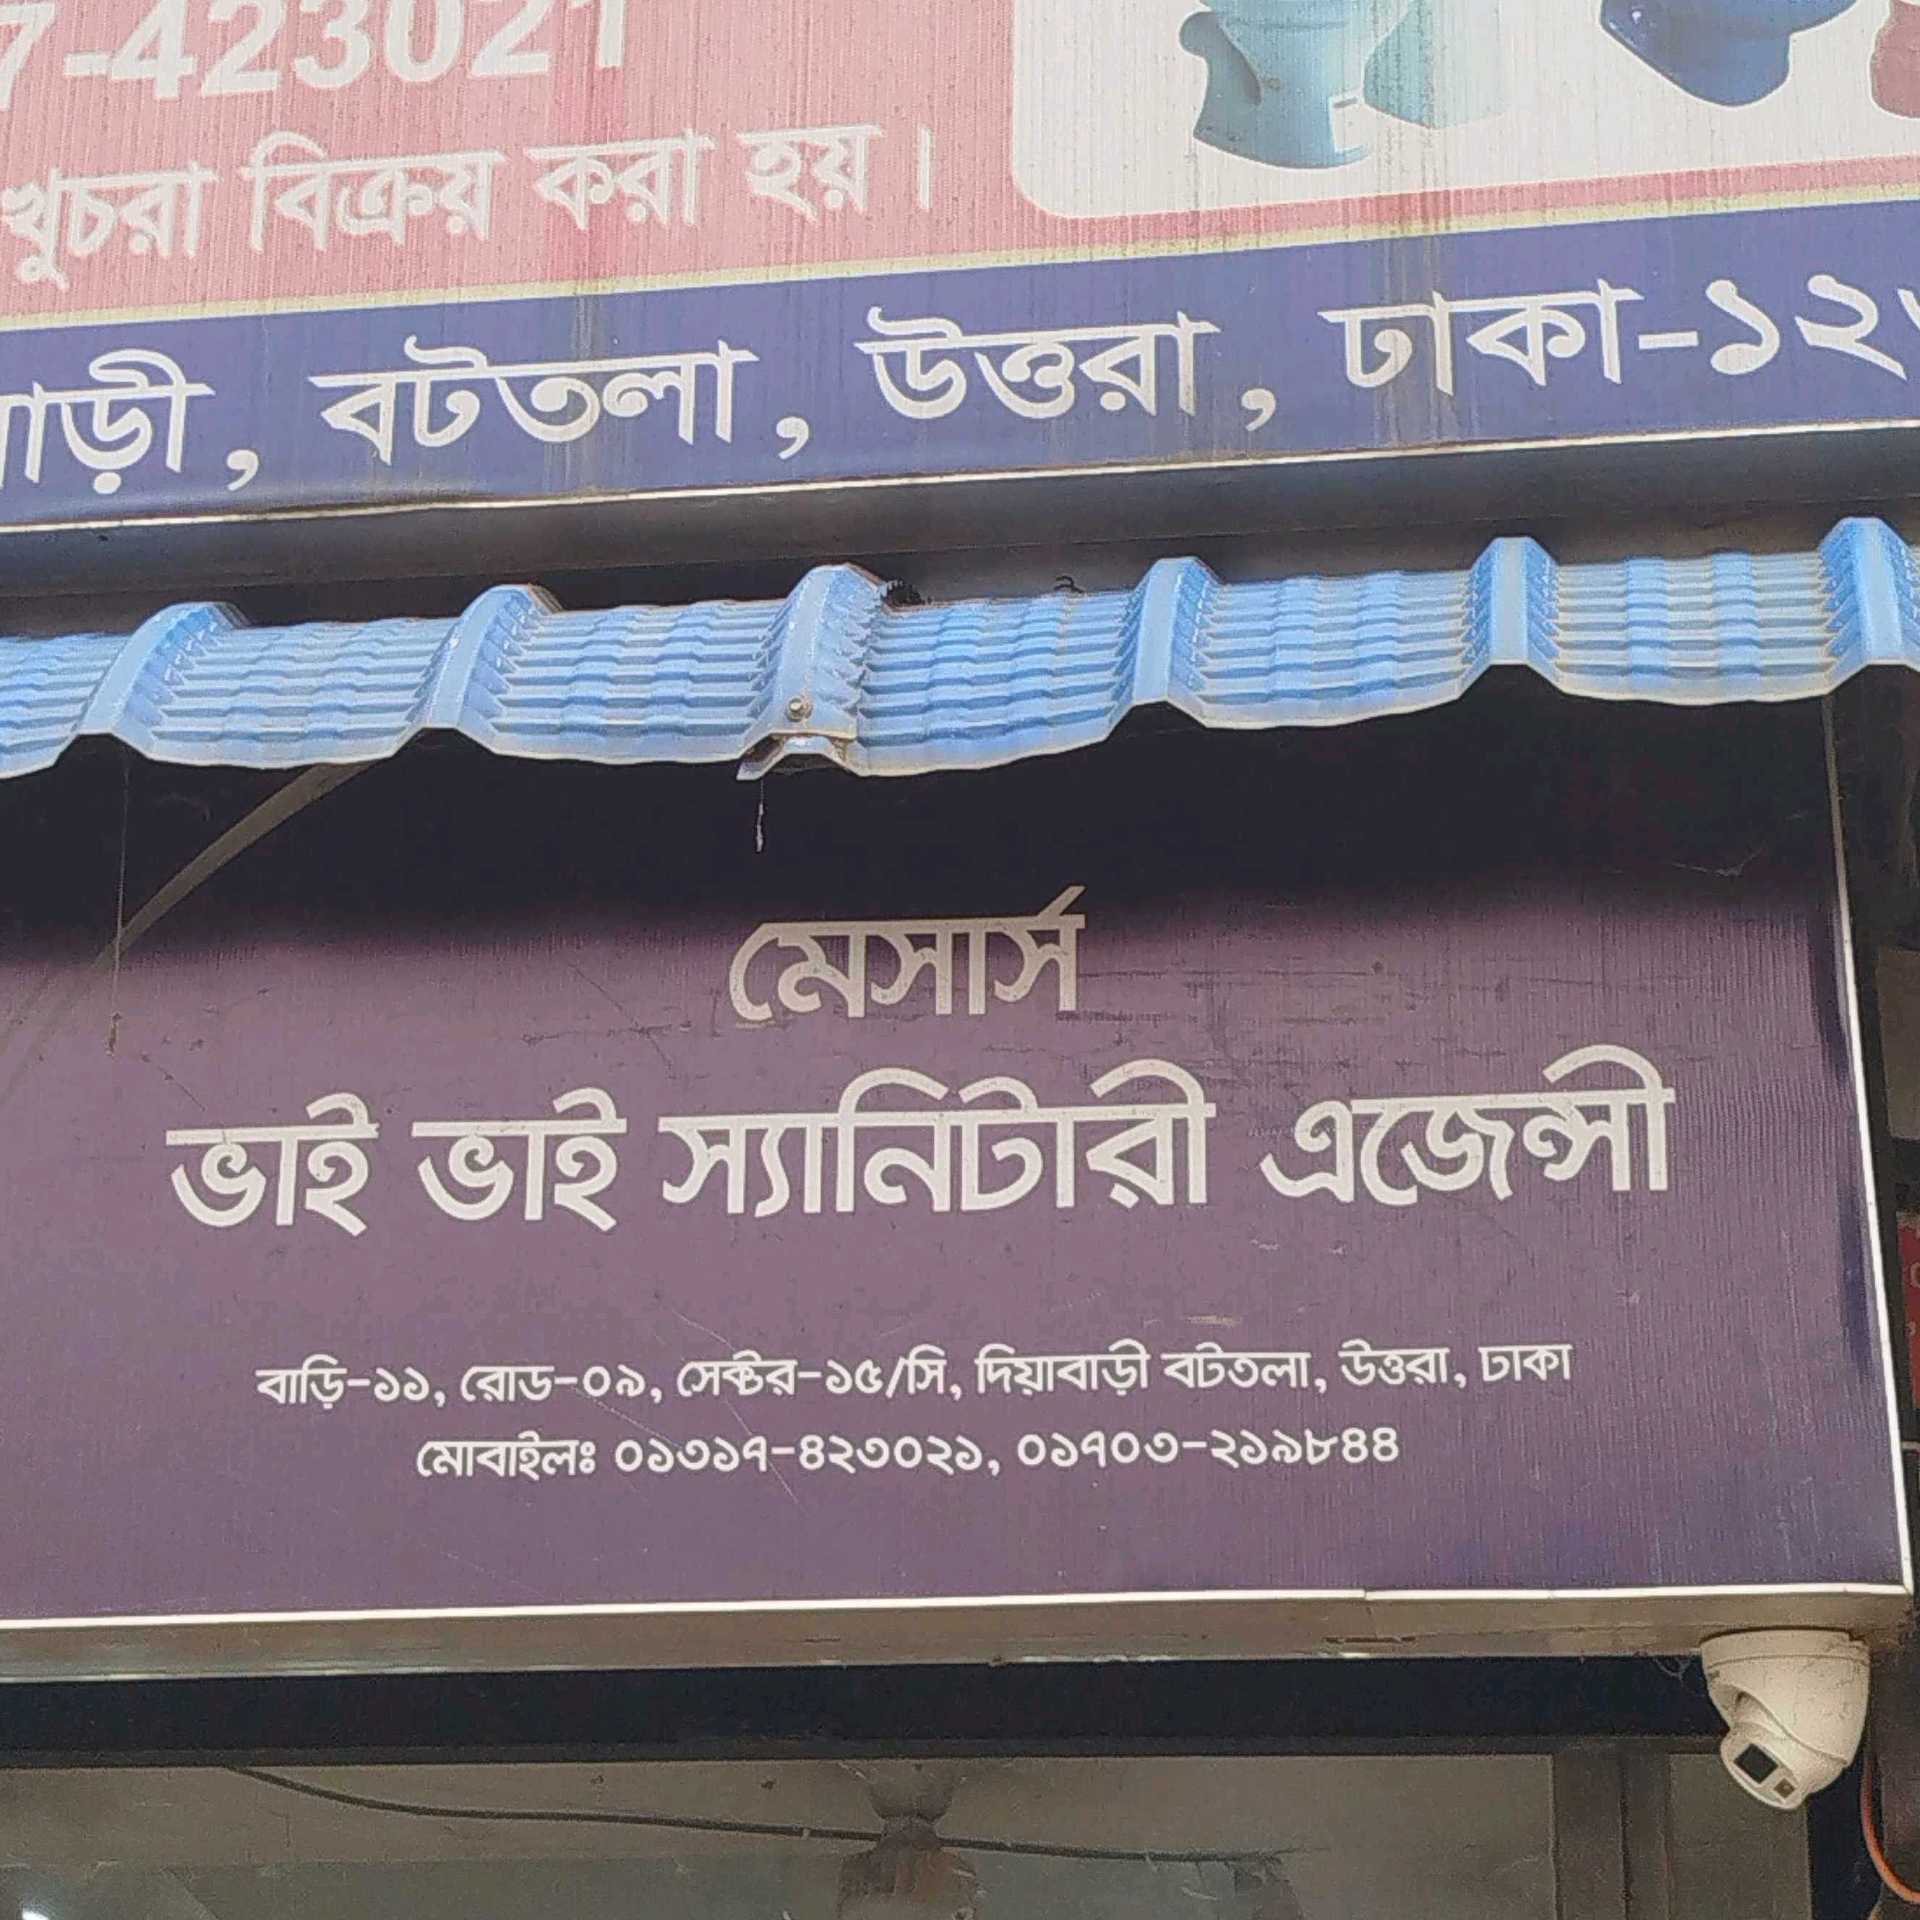 7-423021
খুচরা বিক্রয় করা হয়।
বটতলা, উত্তরা, ঢাকা-১২
মেসার্স
ভাই ভাই স্যানিটারী এজেন্সী
বাড়ি-১১, রোড-০৯, সেক্টর-১৫/সি, দিয়াবাড়ী বটতলা, উত্তরা, ঢাকা
মোবাইলঃ ০১৩১৭-৪২৩০২১, ০১৭০৩-২১৯৮৪৪